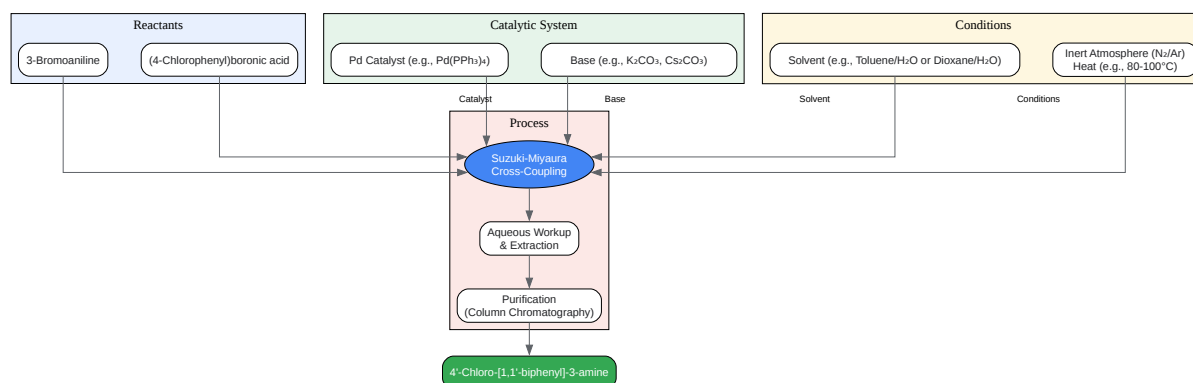 Reactants
Catalytic System
Conditions
3-Bromoaniline
(4-Chlorophenyl)boronic acid
Pd Catalyst (e.g., Pd(PPh₃)₄)
Base (e.g., K₂CO₃, Cs₂CO₃)
Solvent (e.g., Toluene/H₂O or Dioxane/H₂O)
Inert Atmosphere (N₂/Ar)
Heat (e.g., 80-100°C)
Catalyst
Base
Solvent
Conditions
Process
Suzuki-Miyaura
Cross-Coupling
Aqueous Workup
& Extraction
Purification
(Column Chromatography)
4'-Chloro-[1,1'-biphenyl]-3-amine